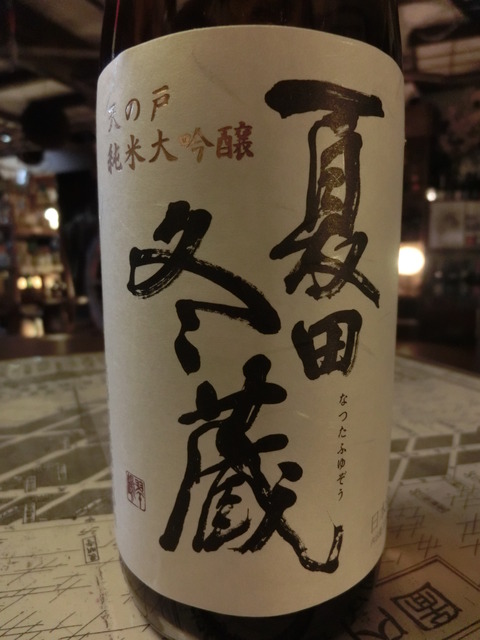 天の戸
純米大吟醸
夏田
冬蔵
なつたふゆぞう